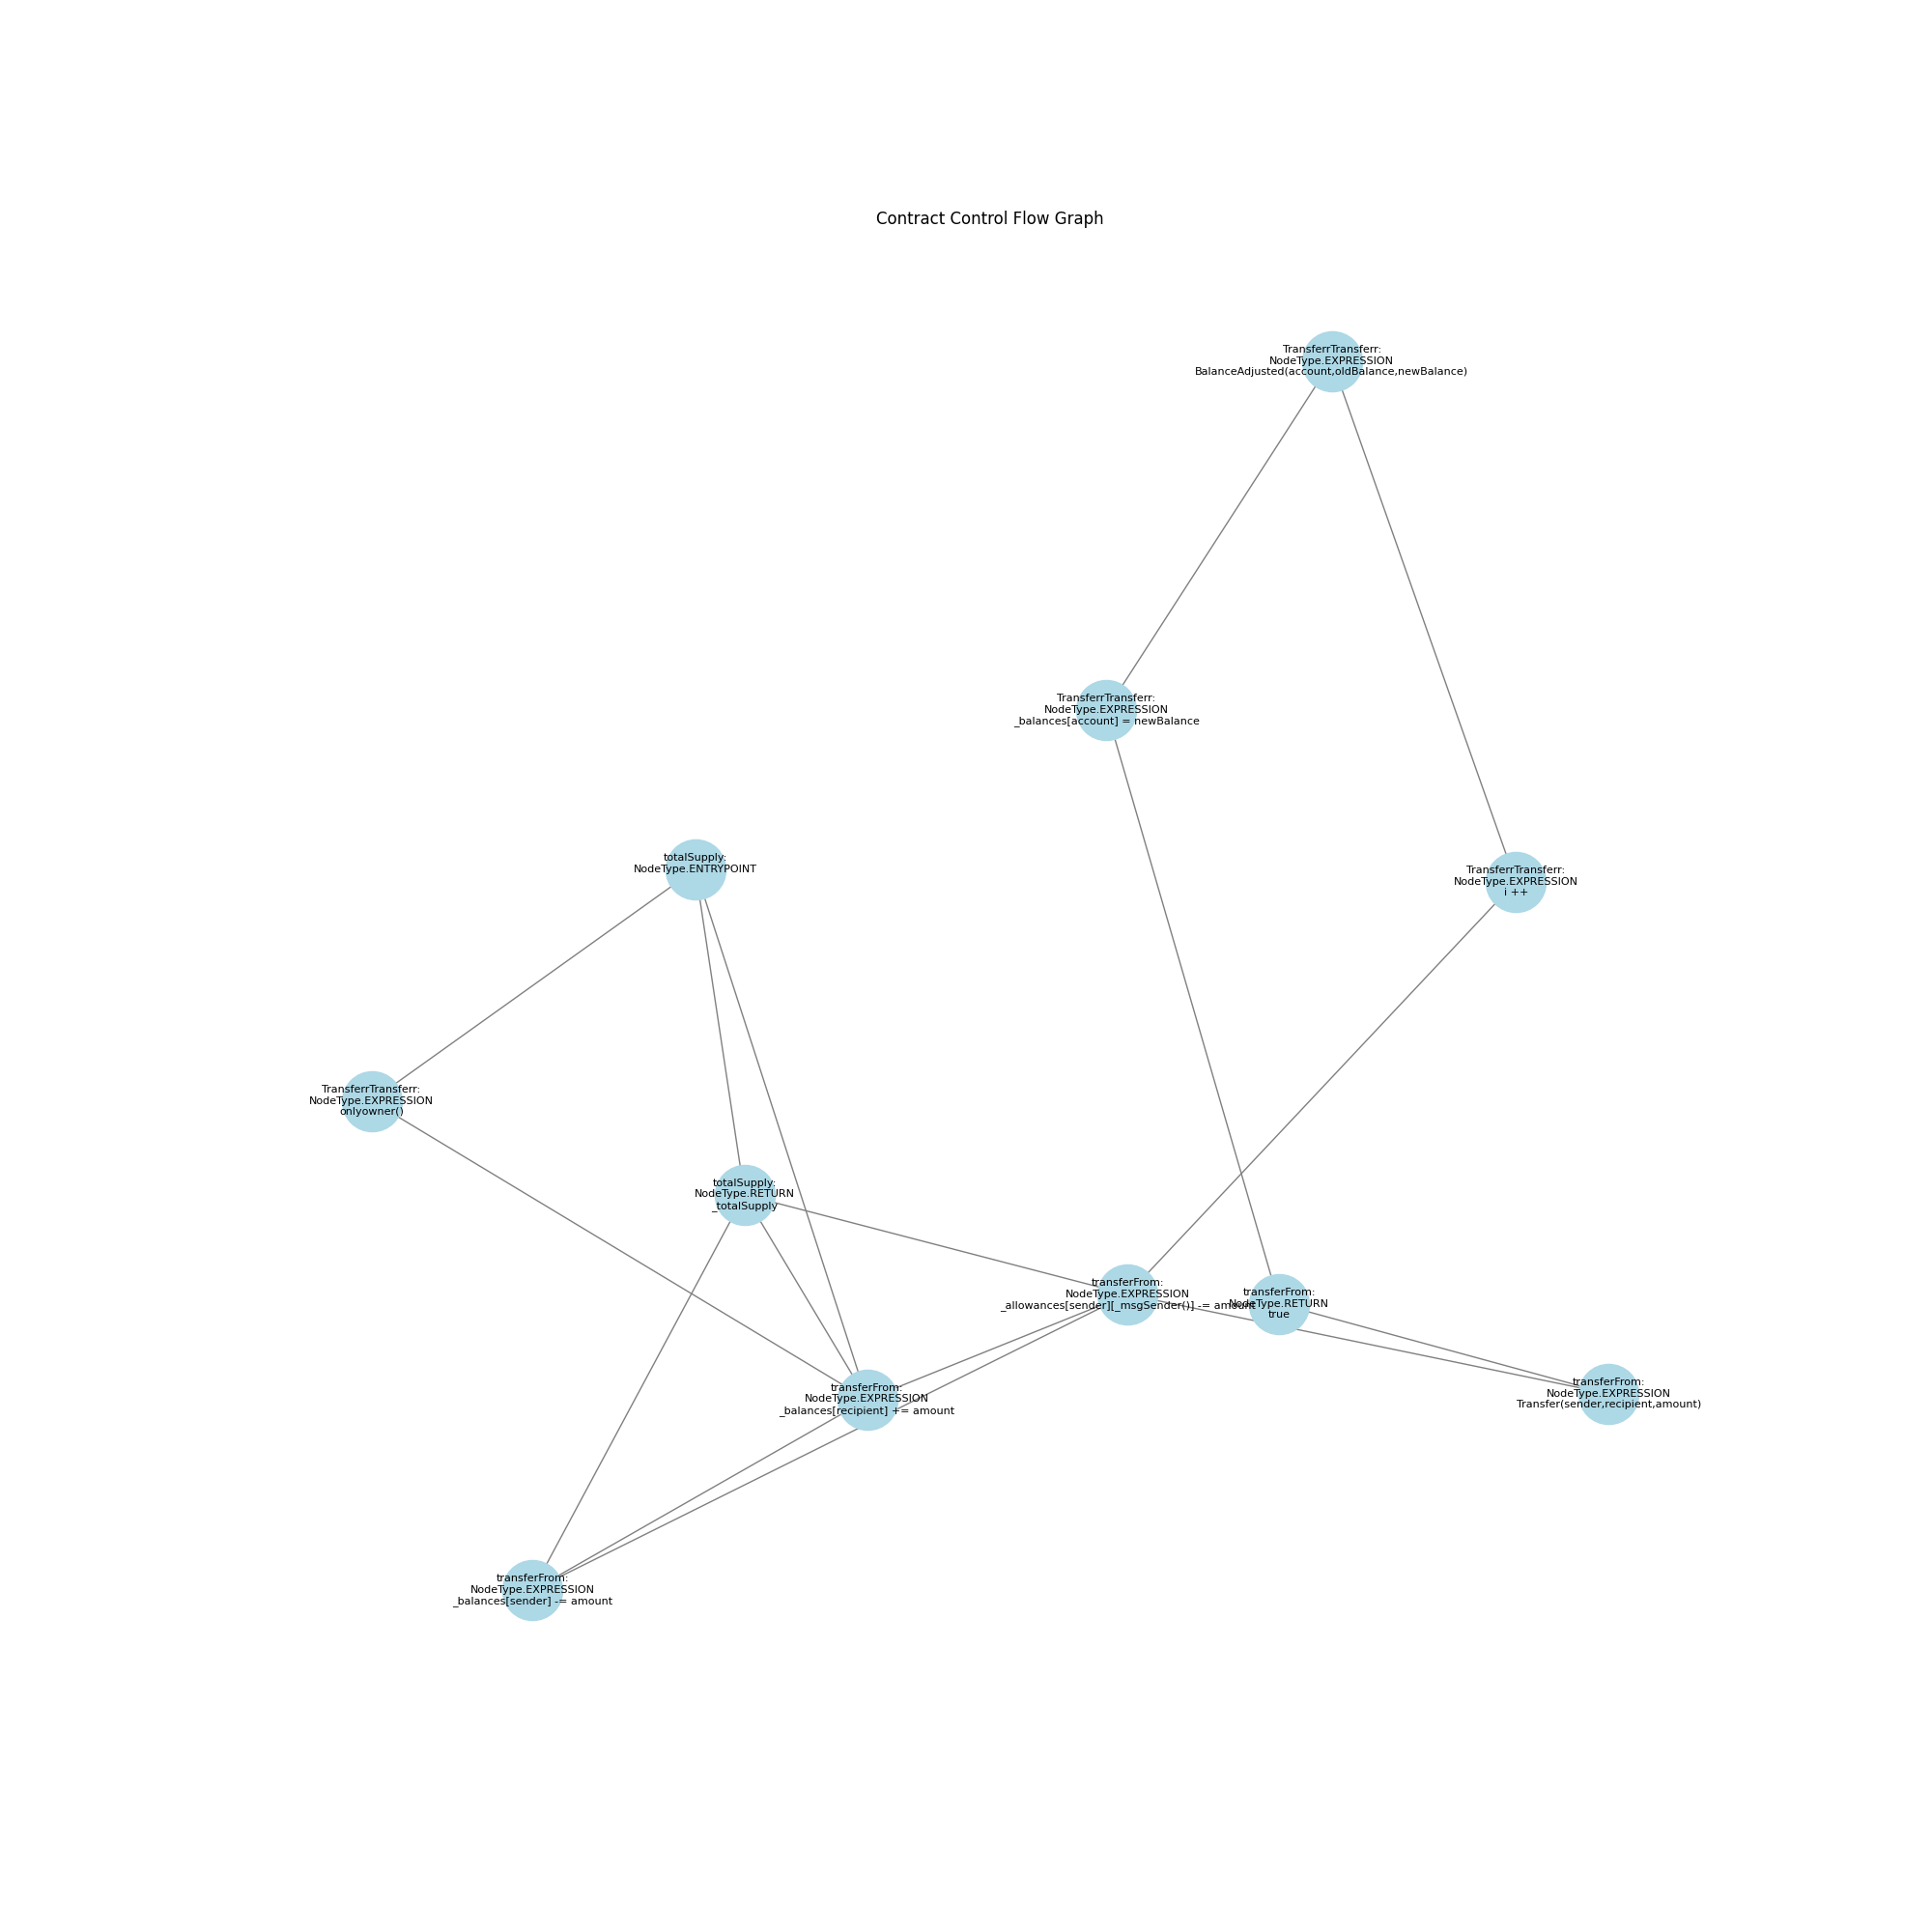 Contract Control Flow Graph
TransferrTransferr:
NodeType.EXPRESSION
BalanceAdjusted(account,oldBalance,newBalance)
TransferrTransferr:
NodeType.EXPRESSION
_balances[account] = newBalance
totalSupply:
NodeType.ENTRYPOINT
TransferrTransferr:
NodeType.EXPRESSION
i ++
TransferrTransferr:
NodeType.EXPRESSION
onlyowner()
totalSupply:
NodeType.RETURN
_totalSupply
transferFrom:
NodeType.EXPRESSION
_allowances[sender][_msgSender()] -= amount
transferFrom:
NodeType.RETURN
true
transferFrom:
NodeType.EXPRESSION
_balances[recipient] += amount
transferFrom:
NodeType.EXPRESSION
Transfer(sender,recipient,amount)
transferFrom:
NodeType.EXPRESSION
_balances[sender] -= amount